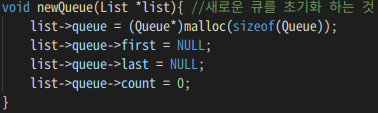 void newQueue(List *list){ //새로운 큐를 초기화 하는 것
    list->queue = (Queue*)malloc(sizeof(Queue));
    list->queue->first = NULL;
    list->queue->last = NULL;
    list->queue->count = 0;
}